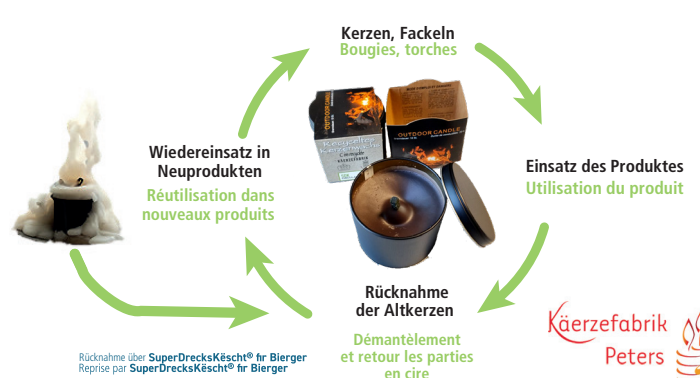 Kerzen, Fackeln
Bougies, torches
Wiedereinsatz in
Neuprodukten
Réutilisation dans
nouveaux produits
OUTDOOR CANDLE
OUTDOOR CANDLE
Einsatz des Produktes
Utilisation du produit
Rücknahme
der Altkerzen
Démantèlement
et retour les parties
en cire
Käerzefabrik
Peters
Rücknahme über SuperDrecksKëscht® fir Bierger
Reprise par SuperDrecksKëscht® fir Bierger